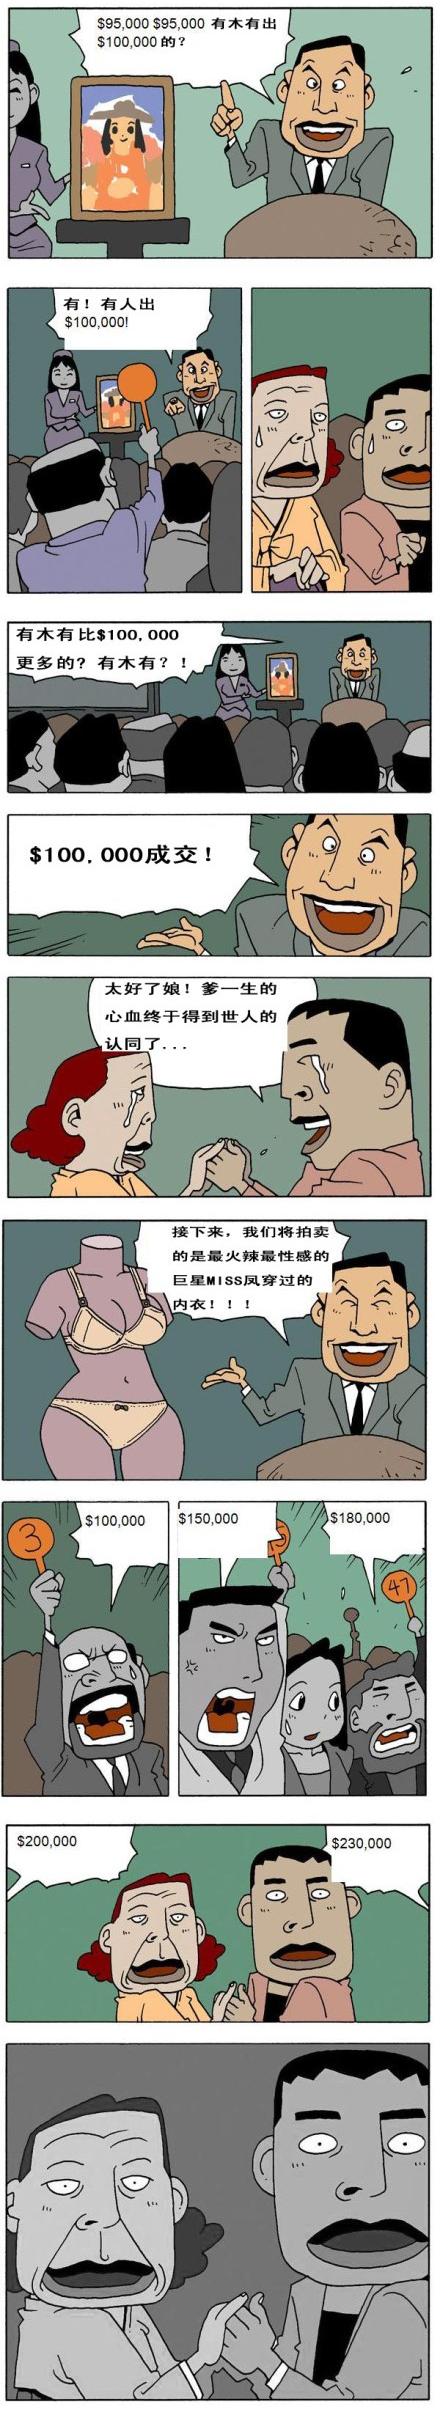 $95,000 $95,000 有木有出
$100,000 的?
有! 有人出
$100,000!
有木有比$100,000
更多的? 有木有?!
$100,000成交!
太好了娘! 爹一生的
心血终于得到世人的
认同了...
接下来, 我们将拍卖
的是最火辣最性感的
巨星MISS凤穿过的
内衣!!!
3
$100,000
$150,000
$180,000
47
$200,000
$230,000